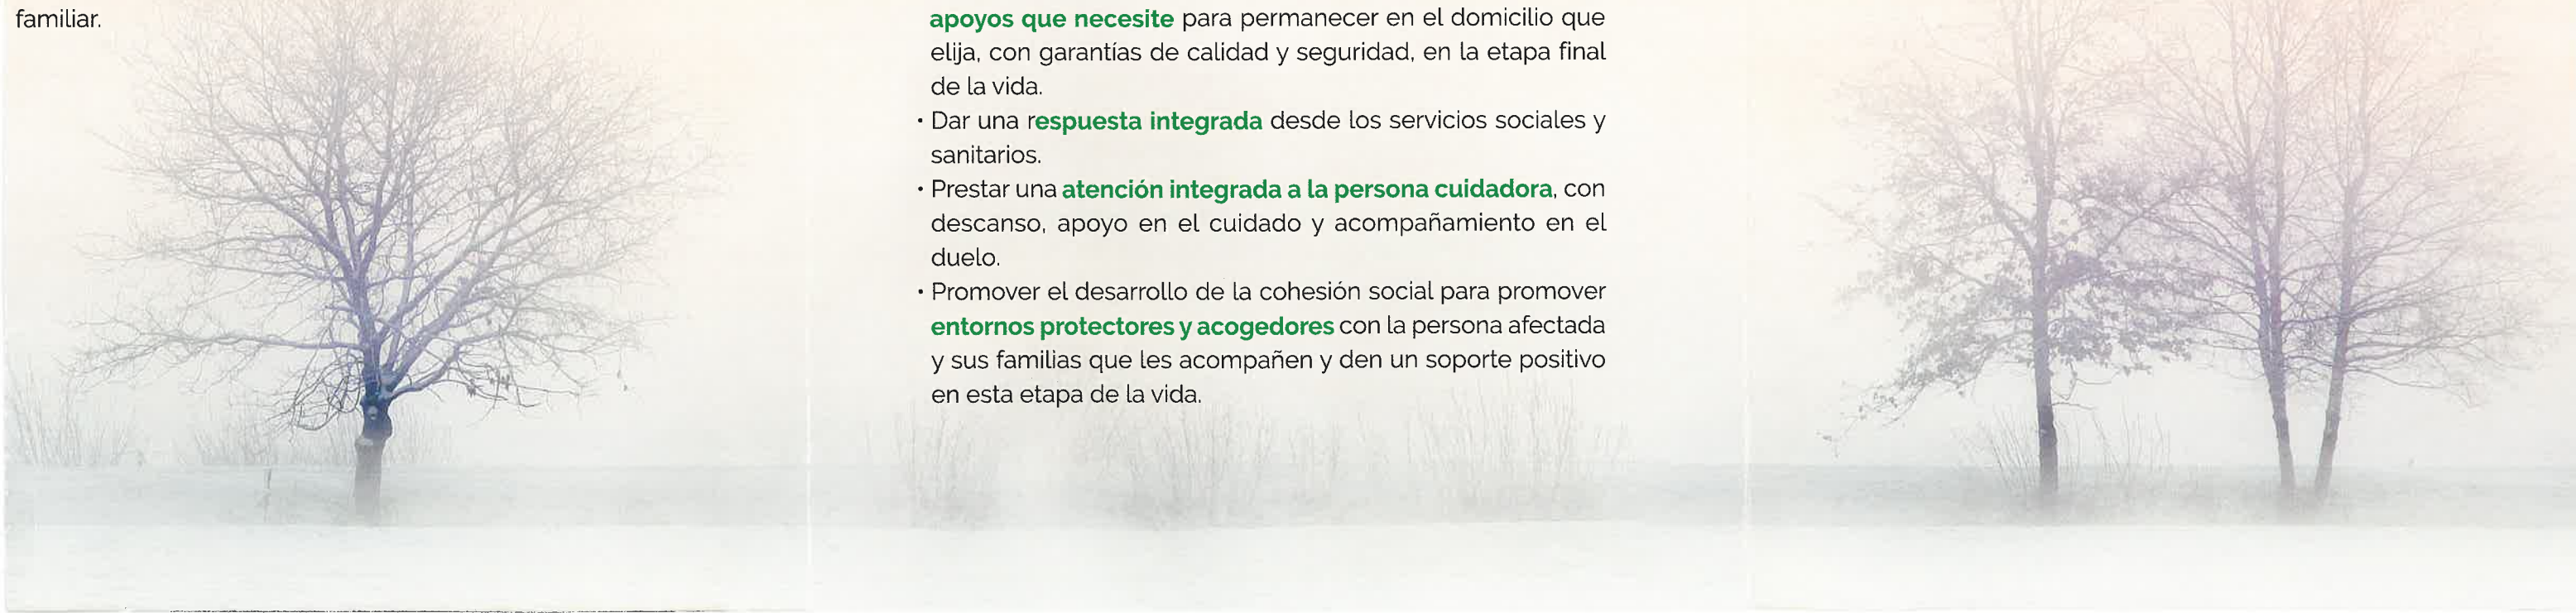 familiar.
apoyos que necesite para permanecer en el domicilio que
elija, con garantías de calidad y seguridad, en la etapa final
de la vida.
• Dar una respuesta integrada desde los servicios sociales y
sanitarios.
• Prestar una atención integrada a la persona cuidadora, con
descanso, apoyo en el cuidado y acompañamiento en el
duelo.
• Promover el desarrollo de la cohesión social para promover
entornos protectores y acogedores con la persona afectada
y sus familias que les acompañen y den un soporte positivo
en esta etapa de la vida.